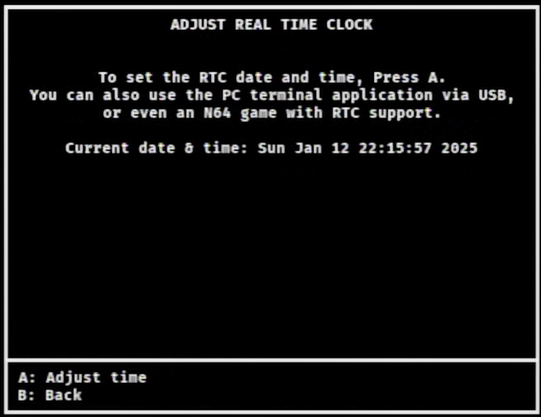 ADJUST REAL TIME CLOCK
To set the RTC date and time, Press A.
You can also use the PC terminal application via USB,
or even an N64 game with RTC support.
Current date & time: Sun Jan 12 22:15:57 2025
A: Adjust time
B: Back